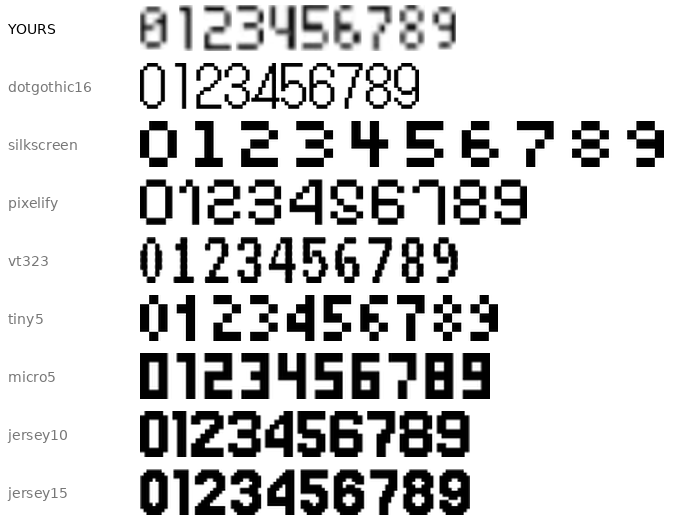 YOURS 0123456789
dotgothic16 0123456789
silkscreen 0123456789
pixelify 0123456789
vt323 0123456789
tiny5 0123456789
micro5 0123456789
jersey10 0123456789
jersey15 0123456789